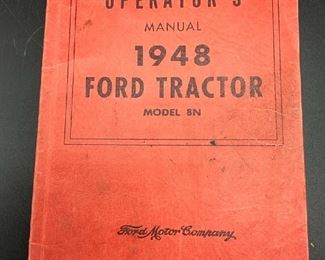 OPERATOR'S
MANUAL
1948
FORD TRACTOR
MODEL 8N
Ford Motor Company